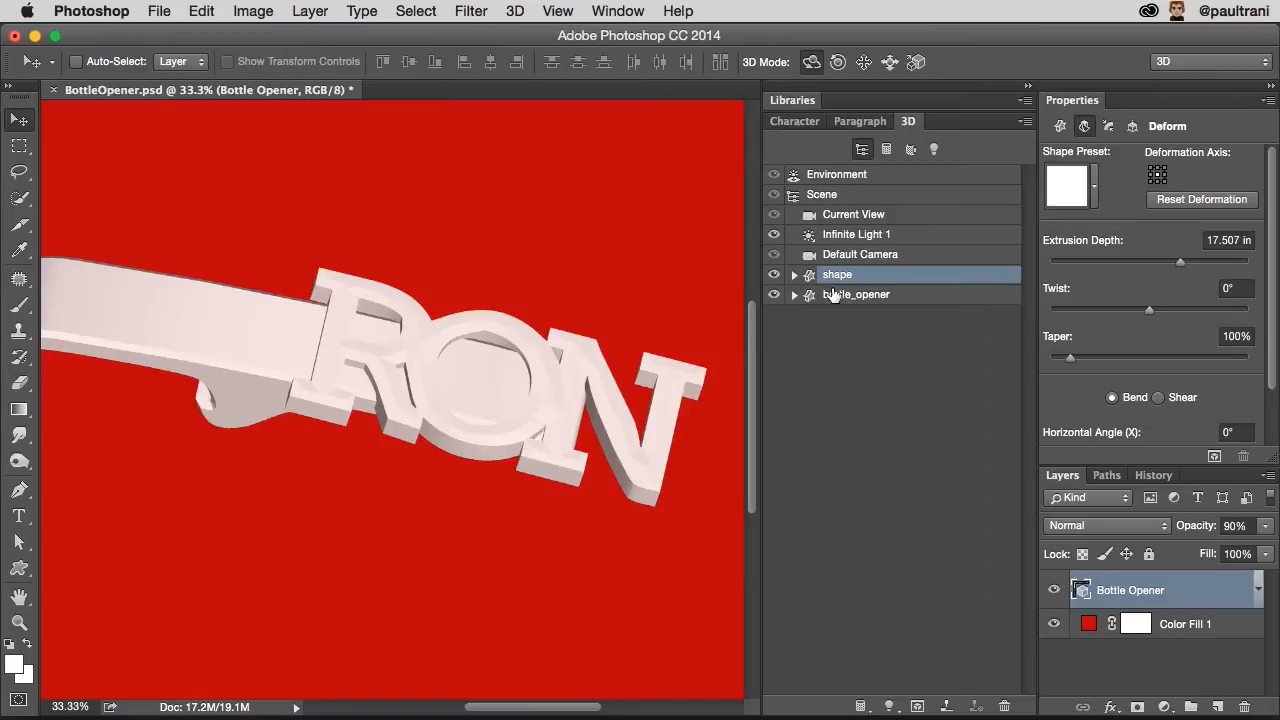 Photoshop File Edit Image Layer Type Select Filter 3D View Window Help @paultrani
Adobe Photoshop CC 2014
Auto-Select: Layer Show Transform Controls 3D Mode: 3D
× BottleOpener.psd @ 33.3% (Bottle Opener, RGB/8) *
Libraries
Character Paragraph 3D
Environment
Scene
Current View
Infinite Light 1
Default Camera
shape
bottle_opener
Properties
Deform
Shape Preset: Deformation Axis:
Reset Deformation
Extrusion Depth: 17.507 in
Twist: 0°
Taper: 100%
Bend Shear
Horizontal Angle (X): 0°
Layers Paths History
Kind
Normal Opacity: 90%
Lock: Fill: 100%
Bottle Opener
Color Fill 1
RON
33.33% Doc: 17.2M/19.1M